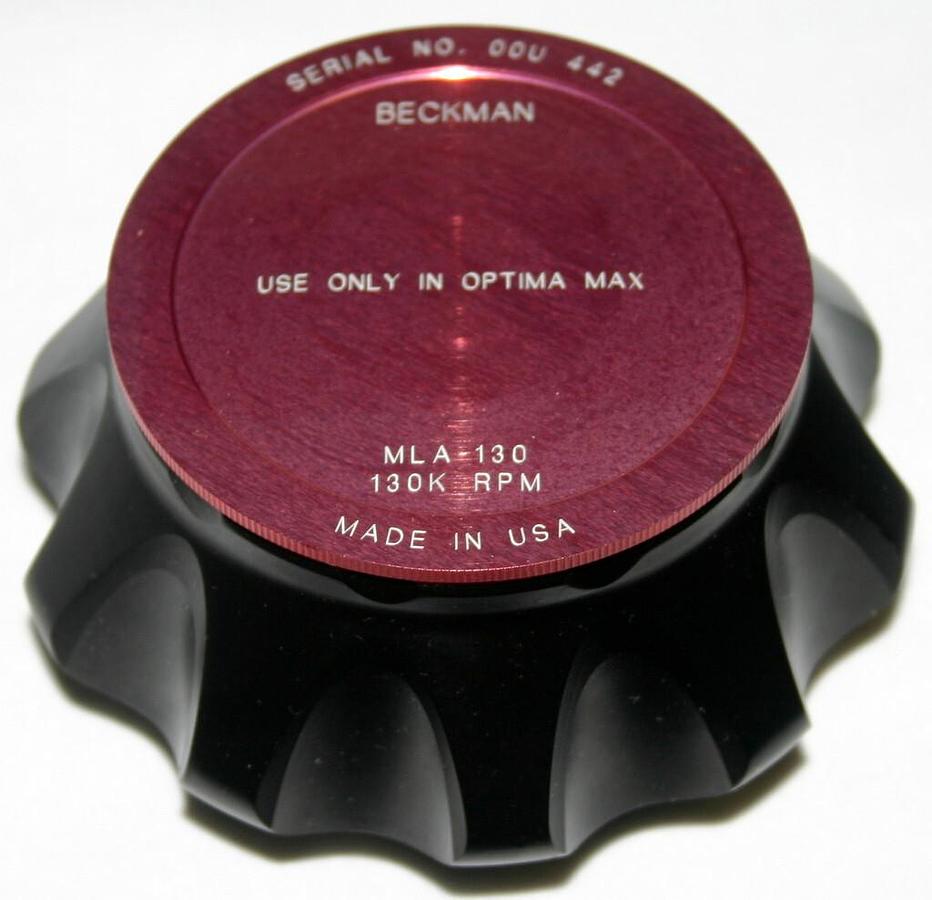 SERIAL NO. 00U 442
BECKMAN
USE ONLY IN OPTIMA MAX
MLA 130
130K RPM
MADE IN USA